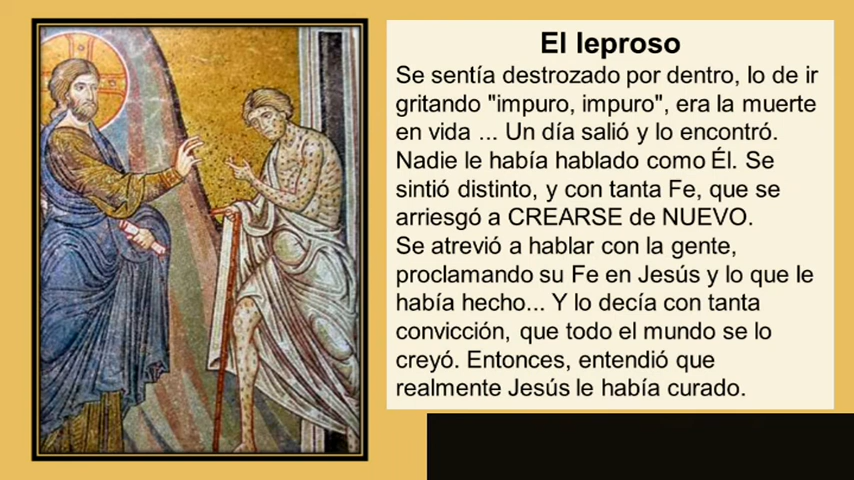 El leproso
Se sentía destrozado por dentro, lo de ir
gritando "impuro, impuro", era la muerte
en vida ... Un día salió y lo encontró.
Nadie le había hablado como Él. Se
sintió distinto, y con tanta Fe, que se
arriesgó a CREARSE de NUEVO.
Se atrevió a hablar con la gente,
proclamando su Fe en Jesús y lo que le
había hecho... Y lo decía con tanta
convicción, que todo el mundo se lo
creyó. Entonces, entendió que
realmente Jesús le había curado.